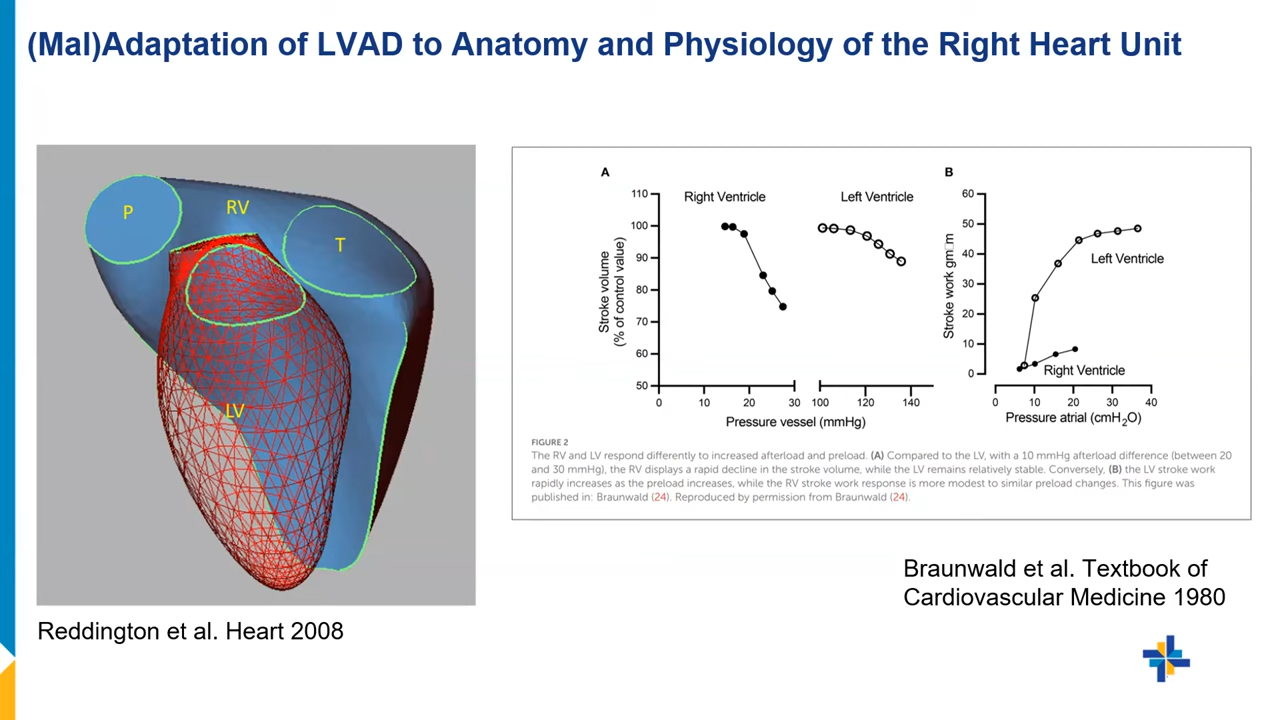 (Mal)Adaptation of LVAD to Anatomy and Physiology of the Right Heart Unit
P
RV
T
LV
Reddington et al. Heart 2008
A
Right Ventricle
Left Ventricle
Stroke volume
(% of control value)
110
100
90
80
70
60
50
0 10 20 30 100 120 140
Pressure vessel (mmHg)
B
Stroke work gm m
60
50
40
30
20
10
0
Left Ventricle
Right Ventricle
0 10 20 30 40
Pressure atrial (cmH2O)
FIGURE 2
The RV and LV respond differently to increased afterload and preload. (A) Compared to the LV, with a 10 mmHg afterload difference (between 20
and 30 mmHg), the RV displays a rapid decline in the stroke volume, while the LV remains relatively stable. Conversely, (B) the LV stroke work
rapidly increases as the preload increases, while the RV stroke work response is more modest to similar preload changes. This figure was
published in: Braunwald (24). Reproduced by permission from Braunwald (24).
Braunwald et al. Textbook of
Cardiovascular Medicine 1980